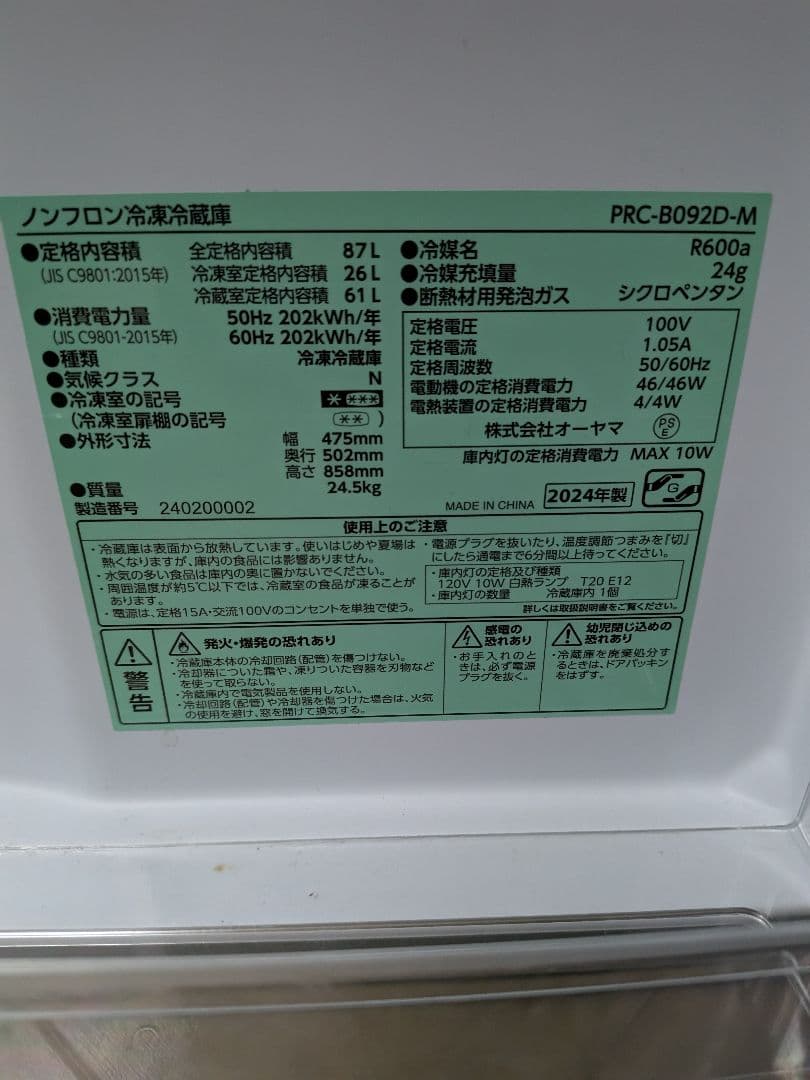 ノンフロン冷凍冷蔵庫 PRC-B092D-M
●定格内容積 全定格内容積 87L
(JIS C9801:2015年) 冷凍室定格内容積 26L
冷蔵室定格内容積 61L
●消費電力量 50Hz 202kWh/年
(JIS C9801-2015年) 60Hz 202kWh/年
●種類 冷凍冷蔵庫
●気候クラス N
●冷凍室の記号 * ***
(冷凍室扉棚の記号 ** )
●外形寸法 幅 475mm
奥行 502mm
高さ 858mm
●質量 24.5kg
製造番号 240200002
●冷媒名 R600a
●冷媒充填量 24g
●断熱材用発泡ガス シクロペンタン
定格電圧 100V
定格電流 1.05A
定格周波数 50/60Hz
電動機の定格消費電力 46/46W
電熱装置の定格消費電力 4/4W
株式会社オーヤマ PSE
庫内灯の定格消費電力 MAX 10W
MADE IN CHINA 2024年製 G
使用上のご注意
・冷蔵庫は表面から放熱しています。使いはじめや夏場は
熱くなりますが、庫内の食品には影響ありません。
・水気の多い食品は庫内の奥に置かないでください。
・周囲温度が約5℃以下では、冷蔵室の食品が凍ることが
あります。
・電源は、定格15A・交流100Vのコンセントを単独で使う。
・電源プラグを抜いたり、温度調節つまみを『切』
にしたら通電まで6分間以上待ってください。
・庫内灯の定格及び種類
120V 10W 白熱ランプ T20 E12
・庫内灯の数量 冷蔵庫内 1個
詳しくは取扱説明書をご覧ください。
警告
発火・爆発の恐れあり
・冷蔵庫本体の冷却回路(配管)を傷つけない。
・冷却器についた霜や、凍りついた容器を刃物など
を使って取らない。
・冷蔵庫内で電気製品を使用しない。
・冷却回路(配管)や冷却器を傷つけた場合は、火気
の使用を避け、窓を開けて換気する。
感電の
恐れあり
・お手入れのと
きは、必ず電源
プラグを抜く。
幼児閉じ込めの
恐れあり
・冷蔵庫を廃棄処分す
るときは、ドアパッキン
をはずす。